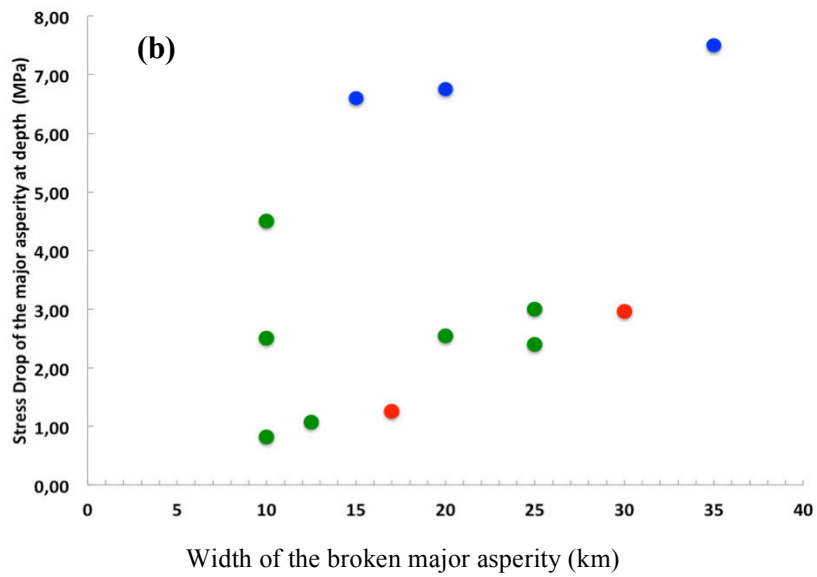 (b)
Stress Drop of the major asperity at depth (MPa)
8,00
7,00
6,00
5,00
4,00
3,00
2,00
1,00
0,00
0 5 10 15 20 25 30 35 40
Width of the broken major asperity (km)